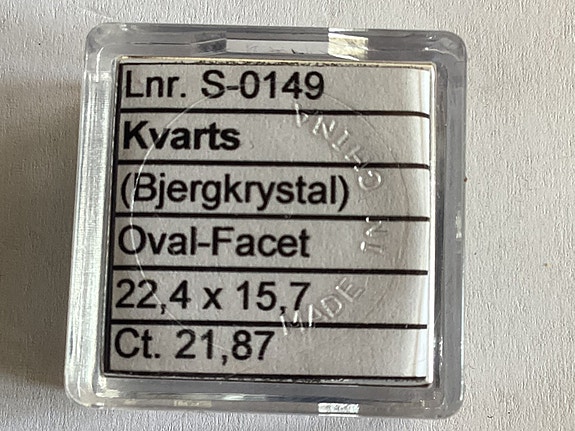 Lnr. S-0149
Kvarts
(Bjergkrystal)
Oval-Facet
22,4 x 15,7
Ct. 21,87
MADE IN CHINA